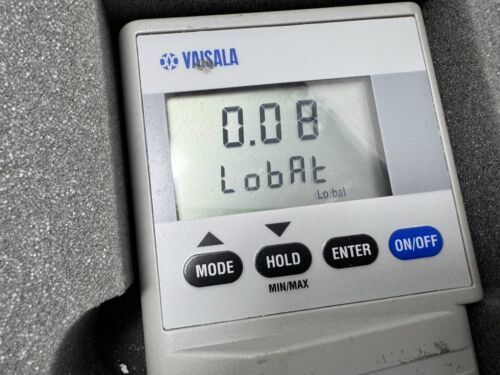 VAISALA
0.08
LobAt
Lo bat
MODE
HOLD
ENTER
ON/OFF
MIN/MAX